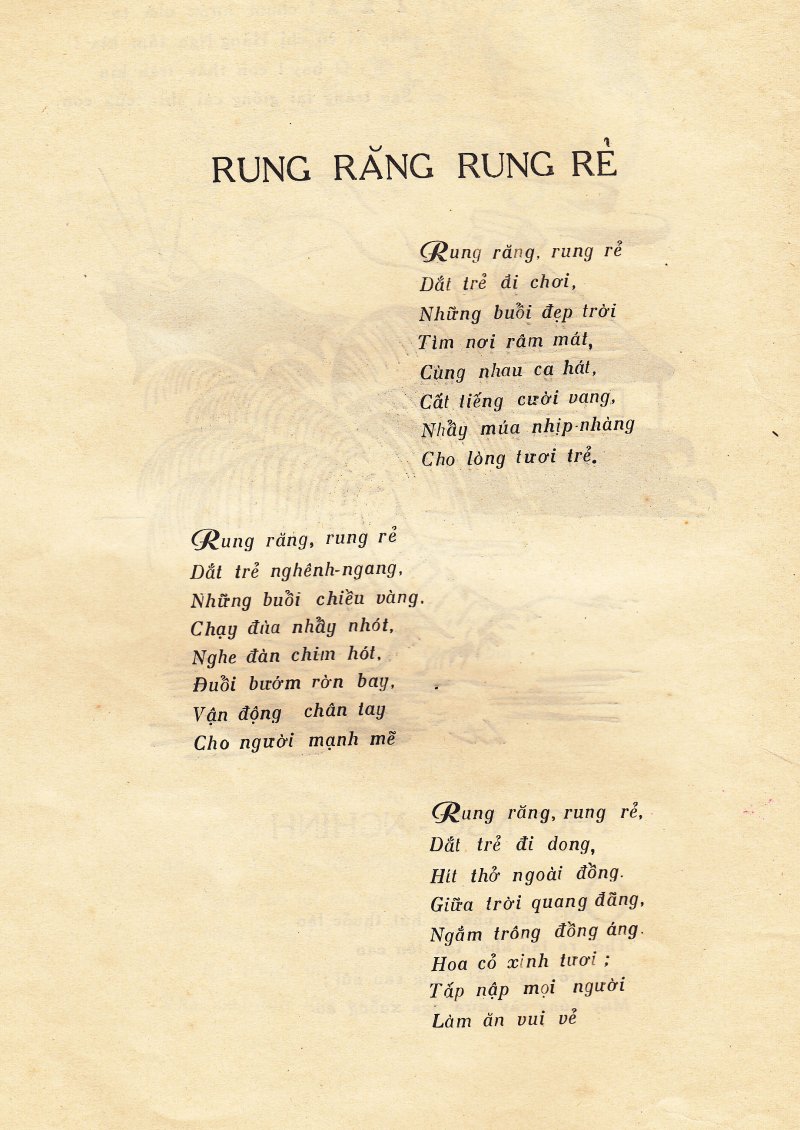 RUNG RĂNG RUNG RẺ
Rung răng, rung rẻ
Dắt trẻ đi chơi,
Những buổi đẹp trời
Tìm nơi râm mát,
Cùng nhau ca hát,
Cất tiếng cười vang,
Nhẩy múa nhịp-nhàng
Cho lòng tươi trẻ.
Rung răng, rung rẻ
Dắt trẻ nghênh-ngang,
Những buổi chiều vàng.
Chạy đùa nhẩy nhót,
Nghe đàn chim hót,
Đuổi bướm rờn bay,
Vận động chân tay
Cho người mạnh mẽ
Rung răng, rung rẻ,
Dắt trẻ đi dong,
Hít thở ngoài đồng.
Giữa trời quang đãng,
Ngắm trông đồng áng.
Hoa cỏ xinh tươi ;
Tấp nập mọi người
Làm ăn vui vẻ